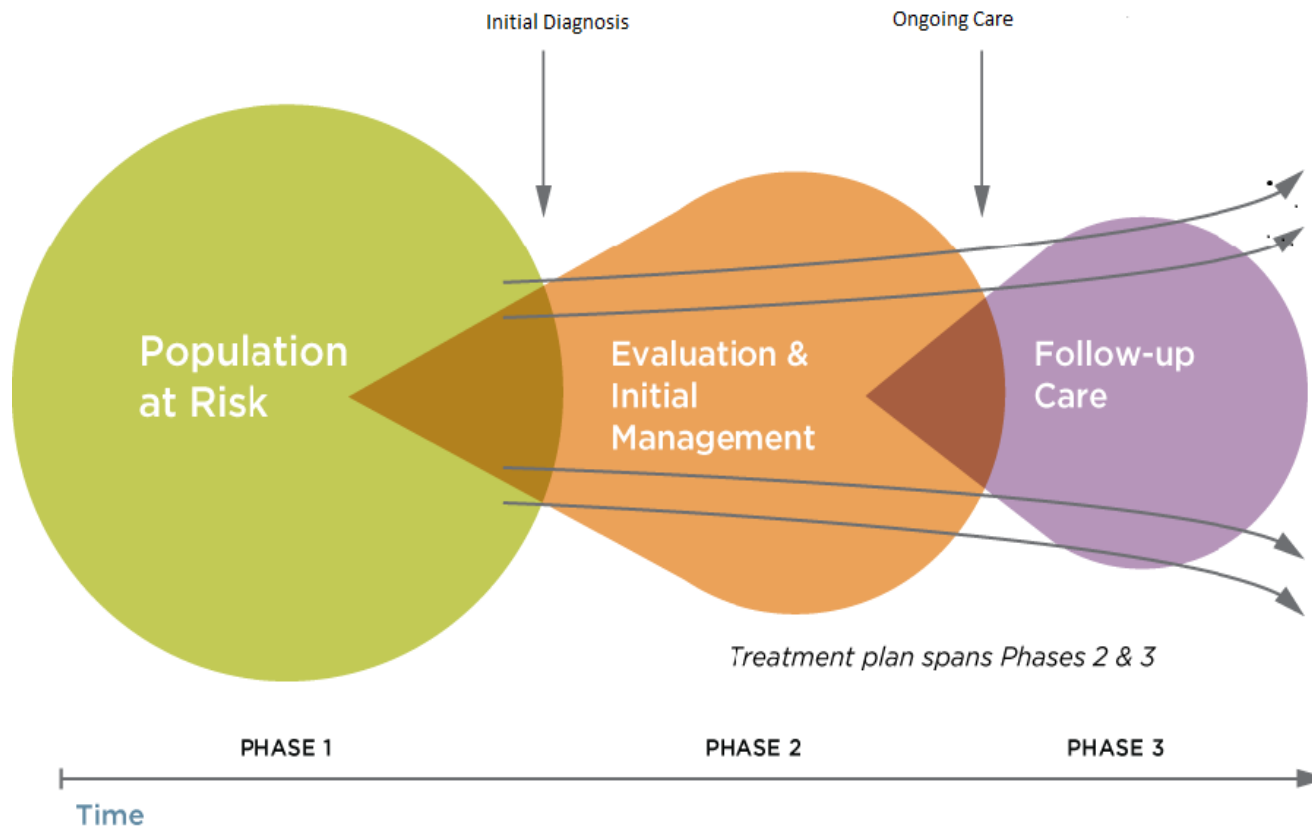 Initial Diagnosis
Ongoing Care
Population
at Risk
Evaluation &
Initial
Management
Follow-up
Care
Treatment plan spans Phases 2 & 3
PHASE 1
PHASE 2
PHASE 3
Time